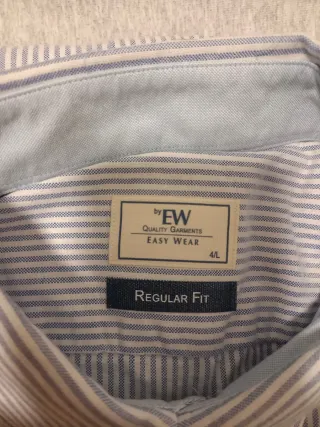 by EW
QUALITY GARMENTS
EASY WEAR
4/L
REGULAR FIT